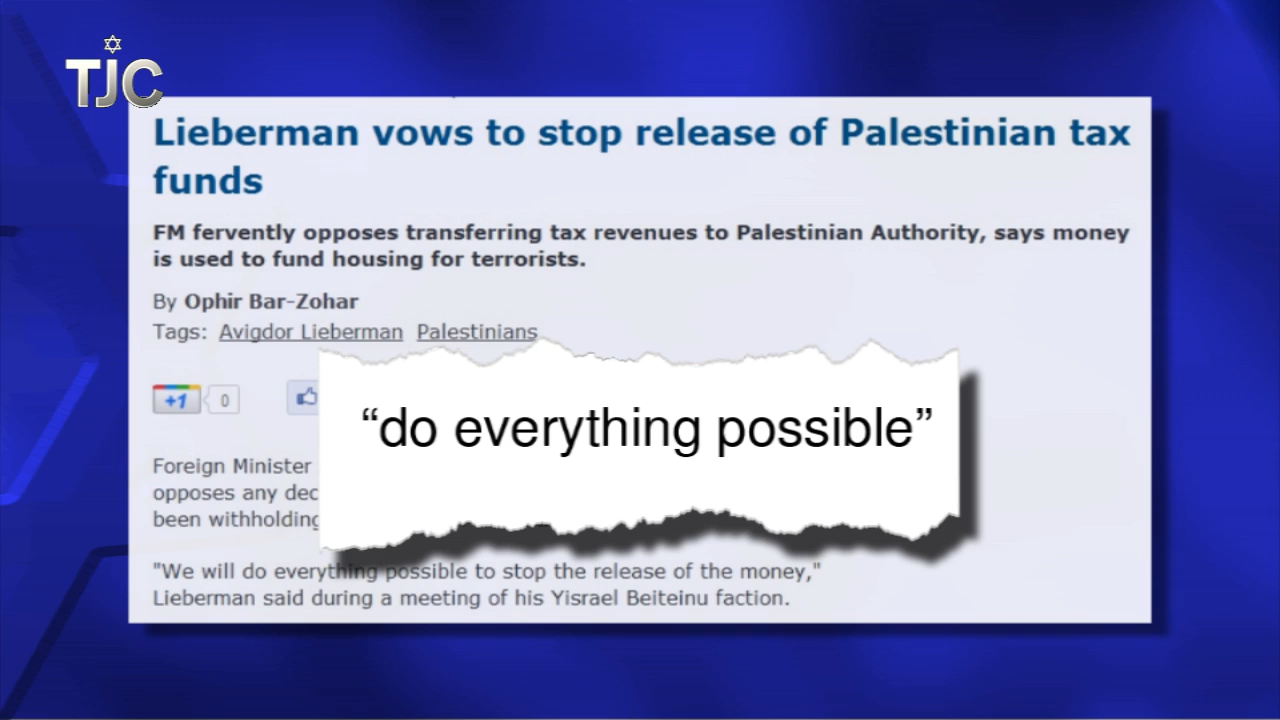 TJC
Lieberman vows to stop release of Palestinian tax
funds
FM fervently opposes transferring tax revenues to Palestinian Authority, says money
is used to fund housing for terrorists.
By Ophir Bar-Zohar
Tags: Avigdor Lieberman Palestinians
+1 0
“do everything possible”
Foreign Minister
opposes any
been withholding
"We will do everything possible to stop the release of the money,"
Lieberman said during a meeting of his Yisrael Beiteinu faction.